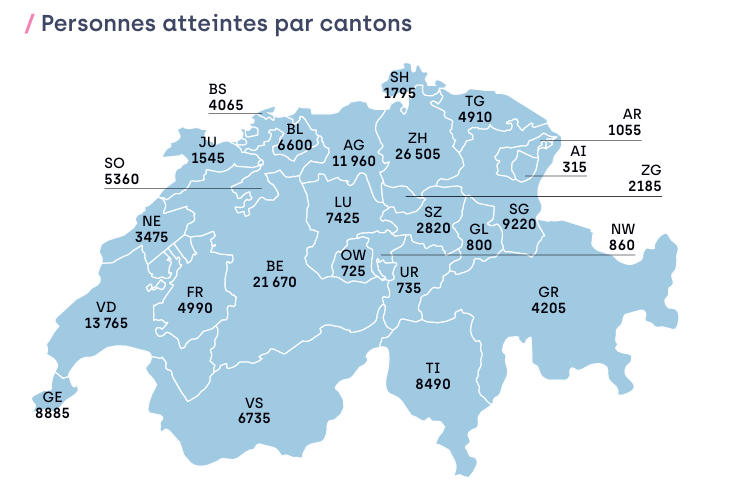 / Personnes atteintes par cantons
SH
1795
BS
4065
TG
4910
AR
1055
BL
6600
ZH
26 505
JU
1545
AG
11 960
AI
315
SO
5360
ZG
2185
LU
7425
SZ
2820
SG
9220
NE
3475
GL
800
NW
860
OW
725
BE
21 670
UR
735
FR
4990
GR
4205
VD
13 765
TI
8490
GE
8885
VS
6735